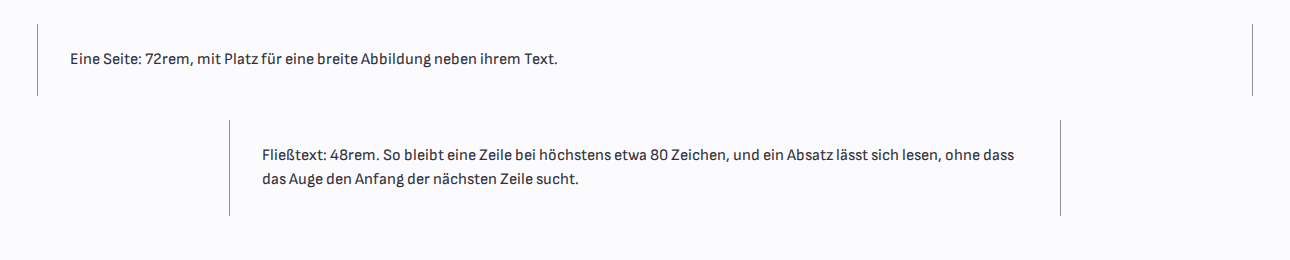 Eine Seite: 72rem, mit Platz für eine breite Abbildung neben ihrem Text.
Fließtext: 48rem. So bleibt eine Zeile bei höchstens etwa 80 Zeichen, und ein Absatz lässt sich lesen, ohne dass
das Auge den Anfang der nächsten Zeile sucht.